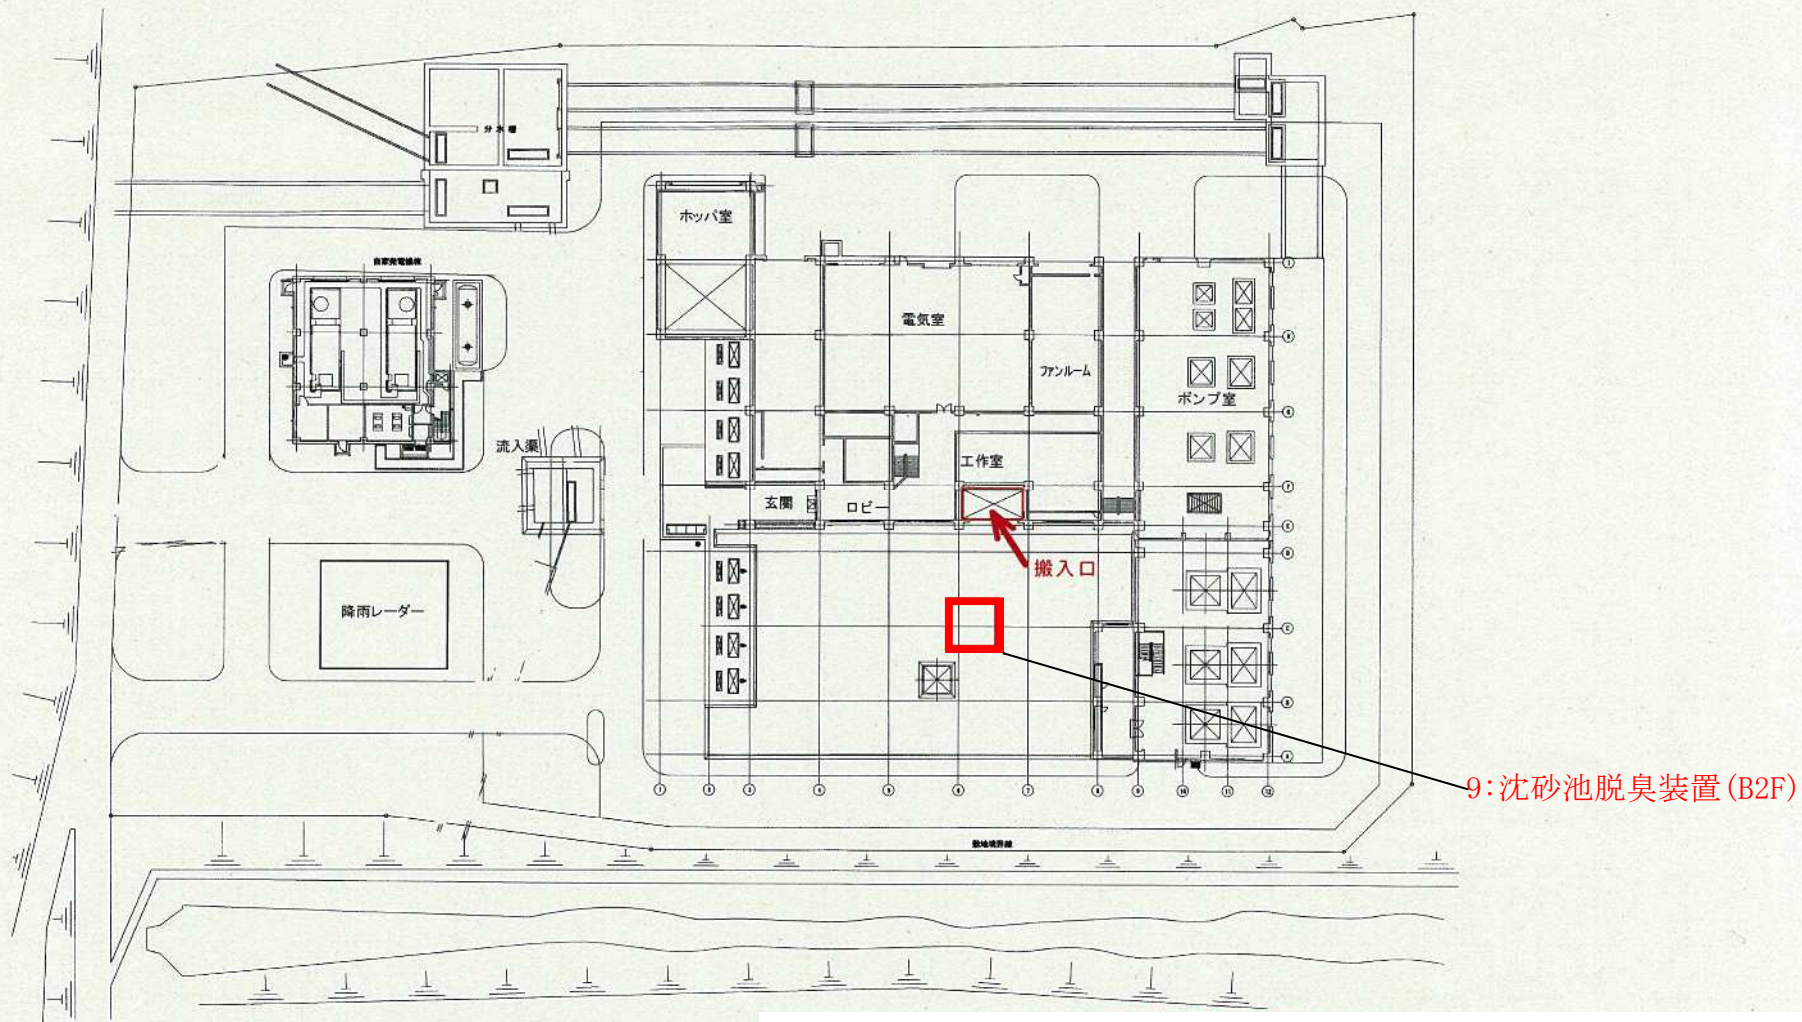 分水槽
ホッパ室
自家発電機棟
電気室
ファンルーム
ポンプ室
流入渠
工作室
玄関
ロビー
搬入口
降雨レーダー
9:沈砂池脱臭装置(B2F)
敷地境界線